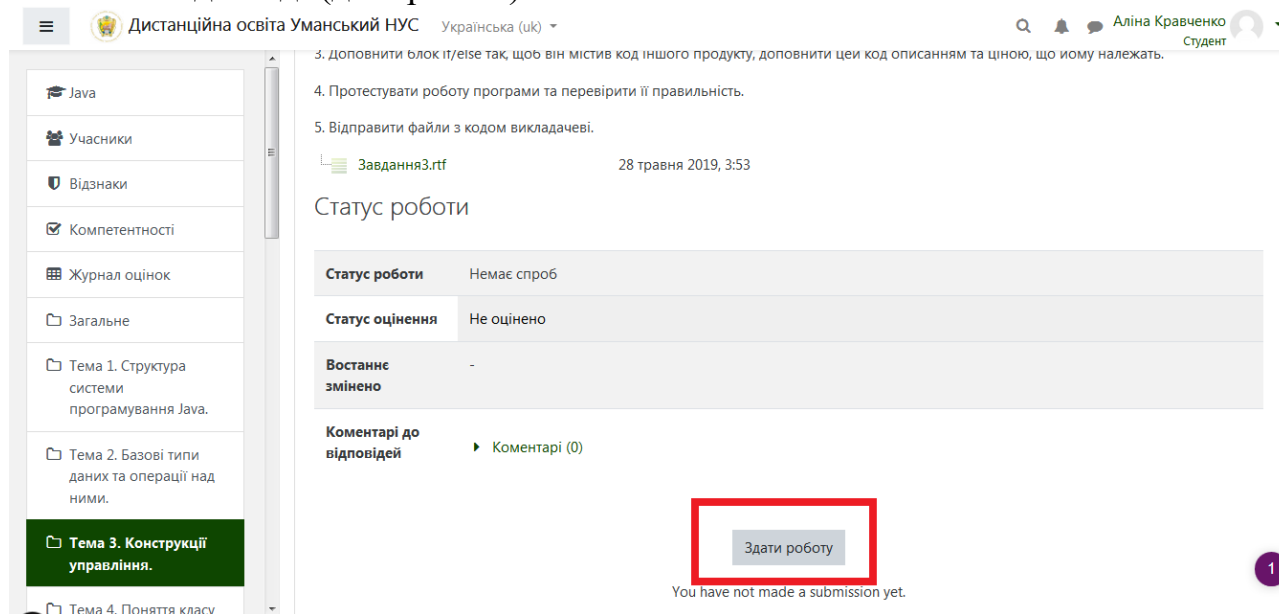 Дистанційна освіта Уманський НУС Українська (uk)
Аліна Кравченко
Студент
Java
Учасники
Відзнаки
Компетентності
Журнал оцінок
Загальне
Тема 1. Структура
системи
програмування Java.
Тема 2. Базові типи
даних та операції над
ними.
Тема 3. Конструкції
управління.
Тема 4. Поняття класу
3. Доповнити блок if/else так, щоб він містив код іншого продукту, доповнити цей код описанням та ціною, що йому належать.
4. Протестувати роботу програми та перевірити її правильність.
5. Відправити файли з кодом викладачеві.
Завдання3.rtf 28 травня 2019, 3:53
Статус роботи
Статус роботи Немає спроб
Статус оцінення Не оцінено
Востаннє
змінено
-
Коментарі до
відповідей
Коментарі (0)
Здати роботу
You have not made a submission yet.
1